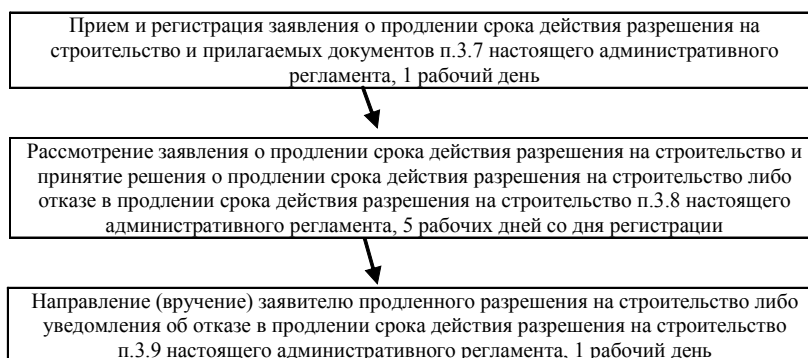 Прием и регистрация заявления о продлении срока действия разрешения на
строительство и прилагаемых документов п.3.7 настоящего административного
регламента, 1 рабочий день
Рассмотрение заявления о продлении срока действия разрешения на строительство и
принятие решения о продлении срока действия разрешения на строительство либо
отказе в продлении срока действия разрешения на строительство п.3.8 настоящего
административного регламента, 5 рабочих дней со дня регистрации
Направление (вручение) заявителю продленного разрешения на строительство либо
уведомления об отказе в продлении срока действия разрешения на строительство
п.3.9 настоящего административного регламента, 1 рабочий день